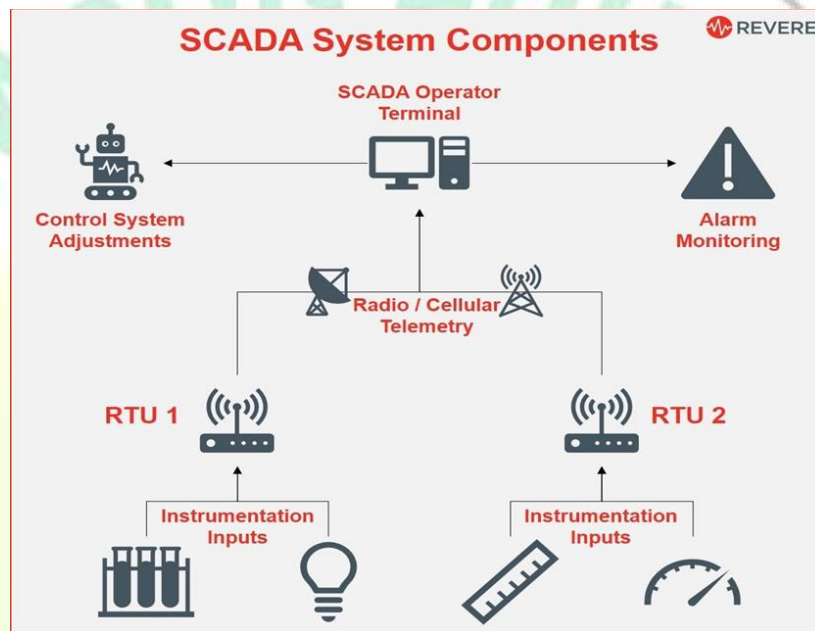 REVERE
SCADA System Components
SCADA Operator
Terminal
Control System
Adjustments
Alarm
Monitoring
Radio / Cellular
Telemetry
RTU 1
RTU 2
Instrumentation
Inputs
Instrumentation
Inputs